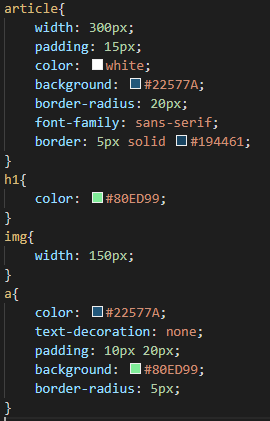 article{
width: 300px;
padding: 15px;
color: white;
background: #22577A;
border-radius: 20px;
font-family: sans-serif;
border: 5px solid #194461;
}
h1{
color: #80ED99;
}
img{
width: 150px;
}
a{
color: #22577A;
text-decoration: none;
padding: 10px 20px;
background: #80ED99;
border-radius: 5px;
}